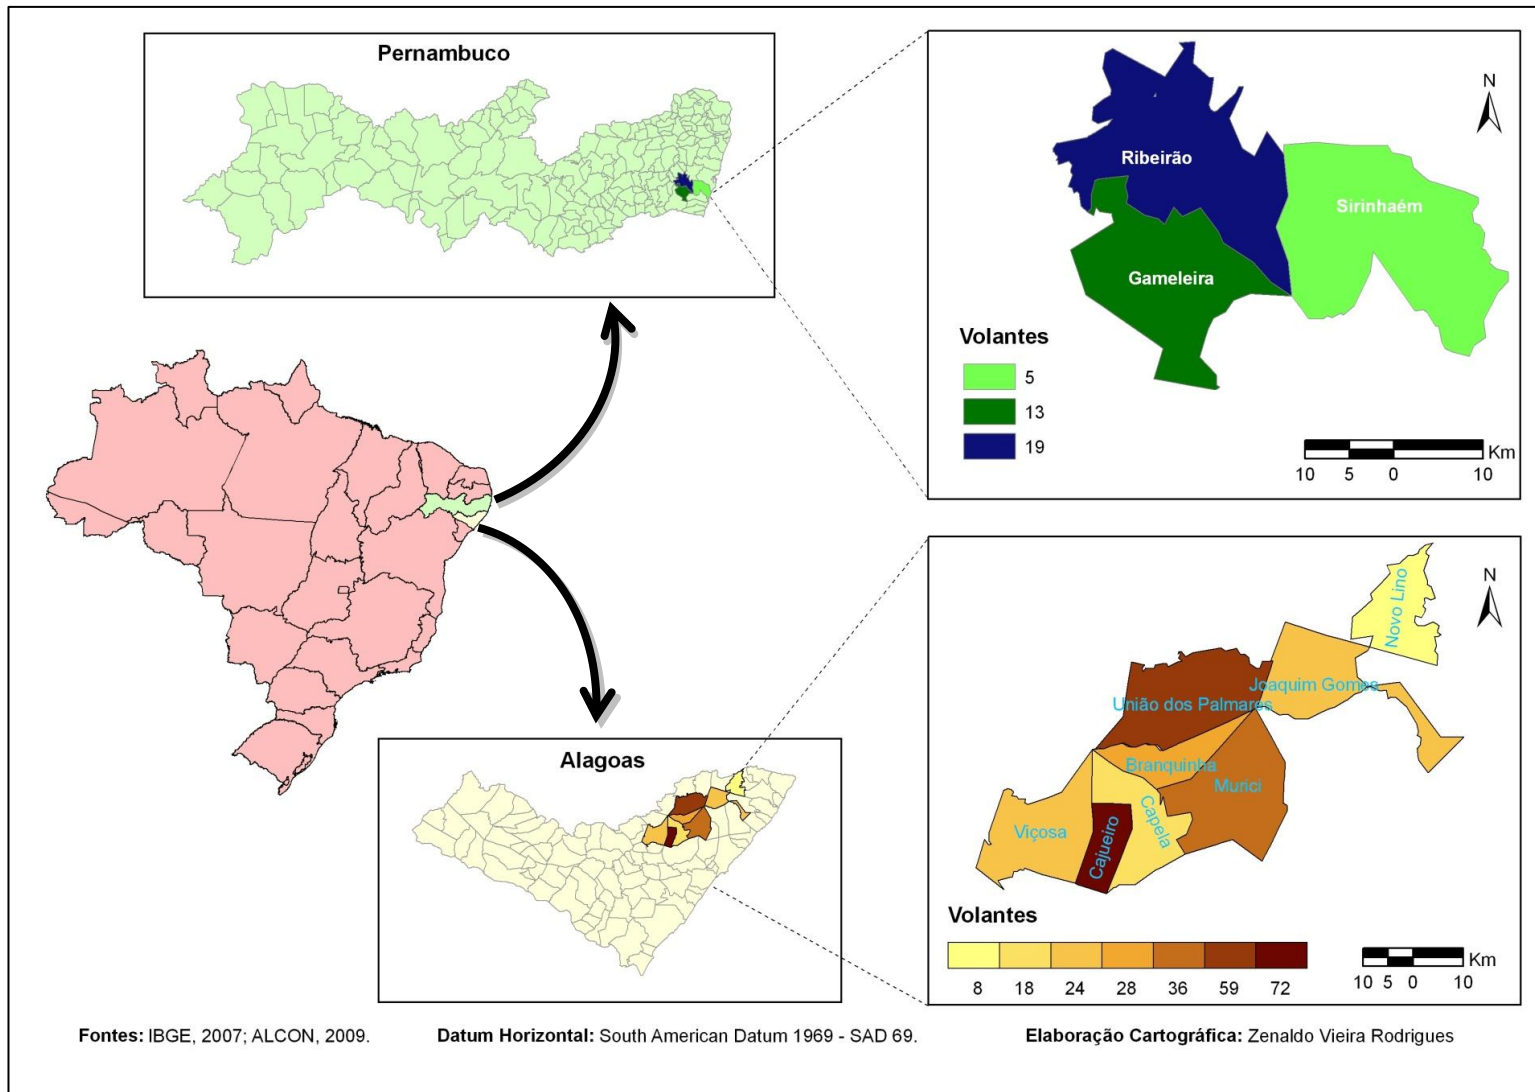 Pernambuco
N
Ribeirão
Sirinhaém
Gameleira
Volantes
5
13
19
Km
10 5 0 10
Alagoas
N
Novo Lino
Joaquim Gomes
União dos Palmares
Branquinha
Murici
Capela
Viçosa
Cajueiro
Volantes
8 18 24 28 36 59 72
Km
10 5 0 10
Fontes: IBGE, 2007; ALCON, 2009. Datum Horizontal: South American Datum 1969 - SAD 69. Elaboração Cartográfica: Zenaldo Vieira Rodrigues